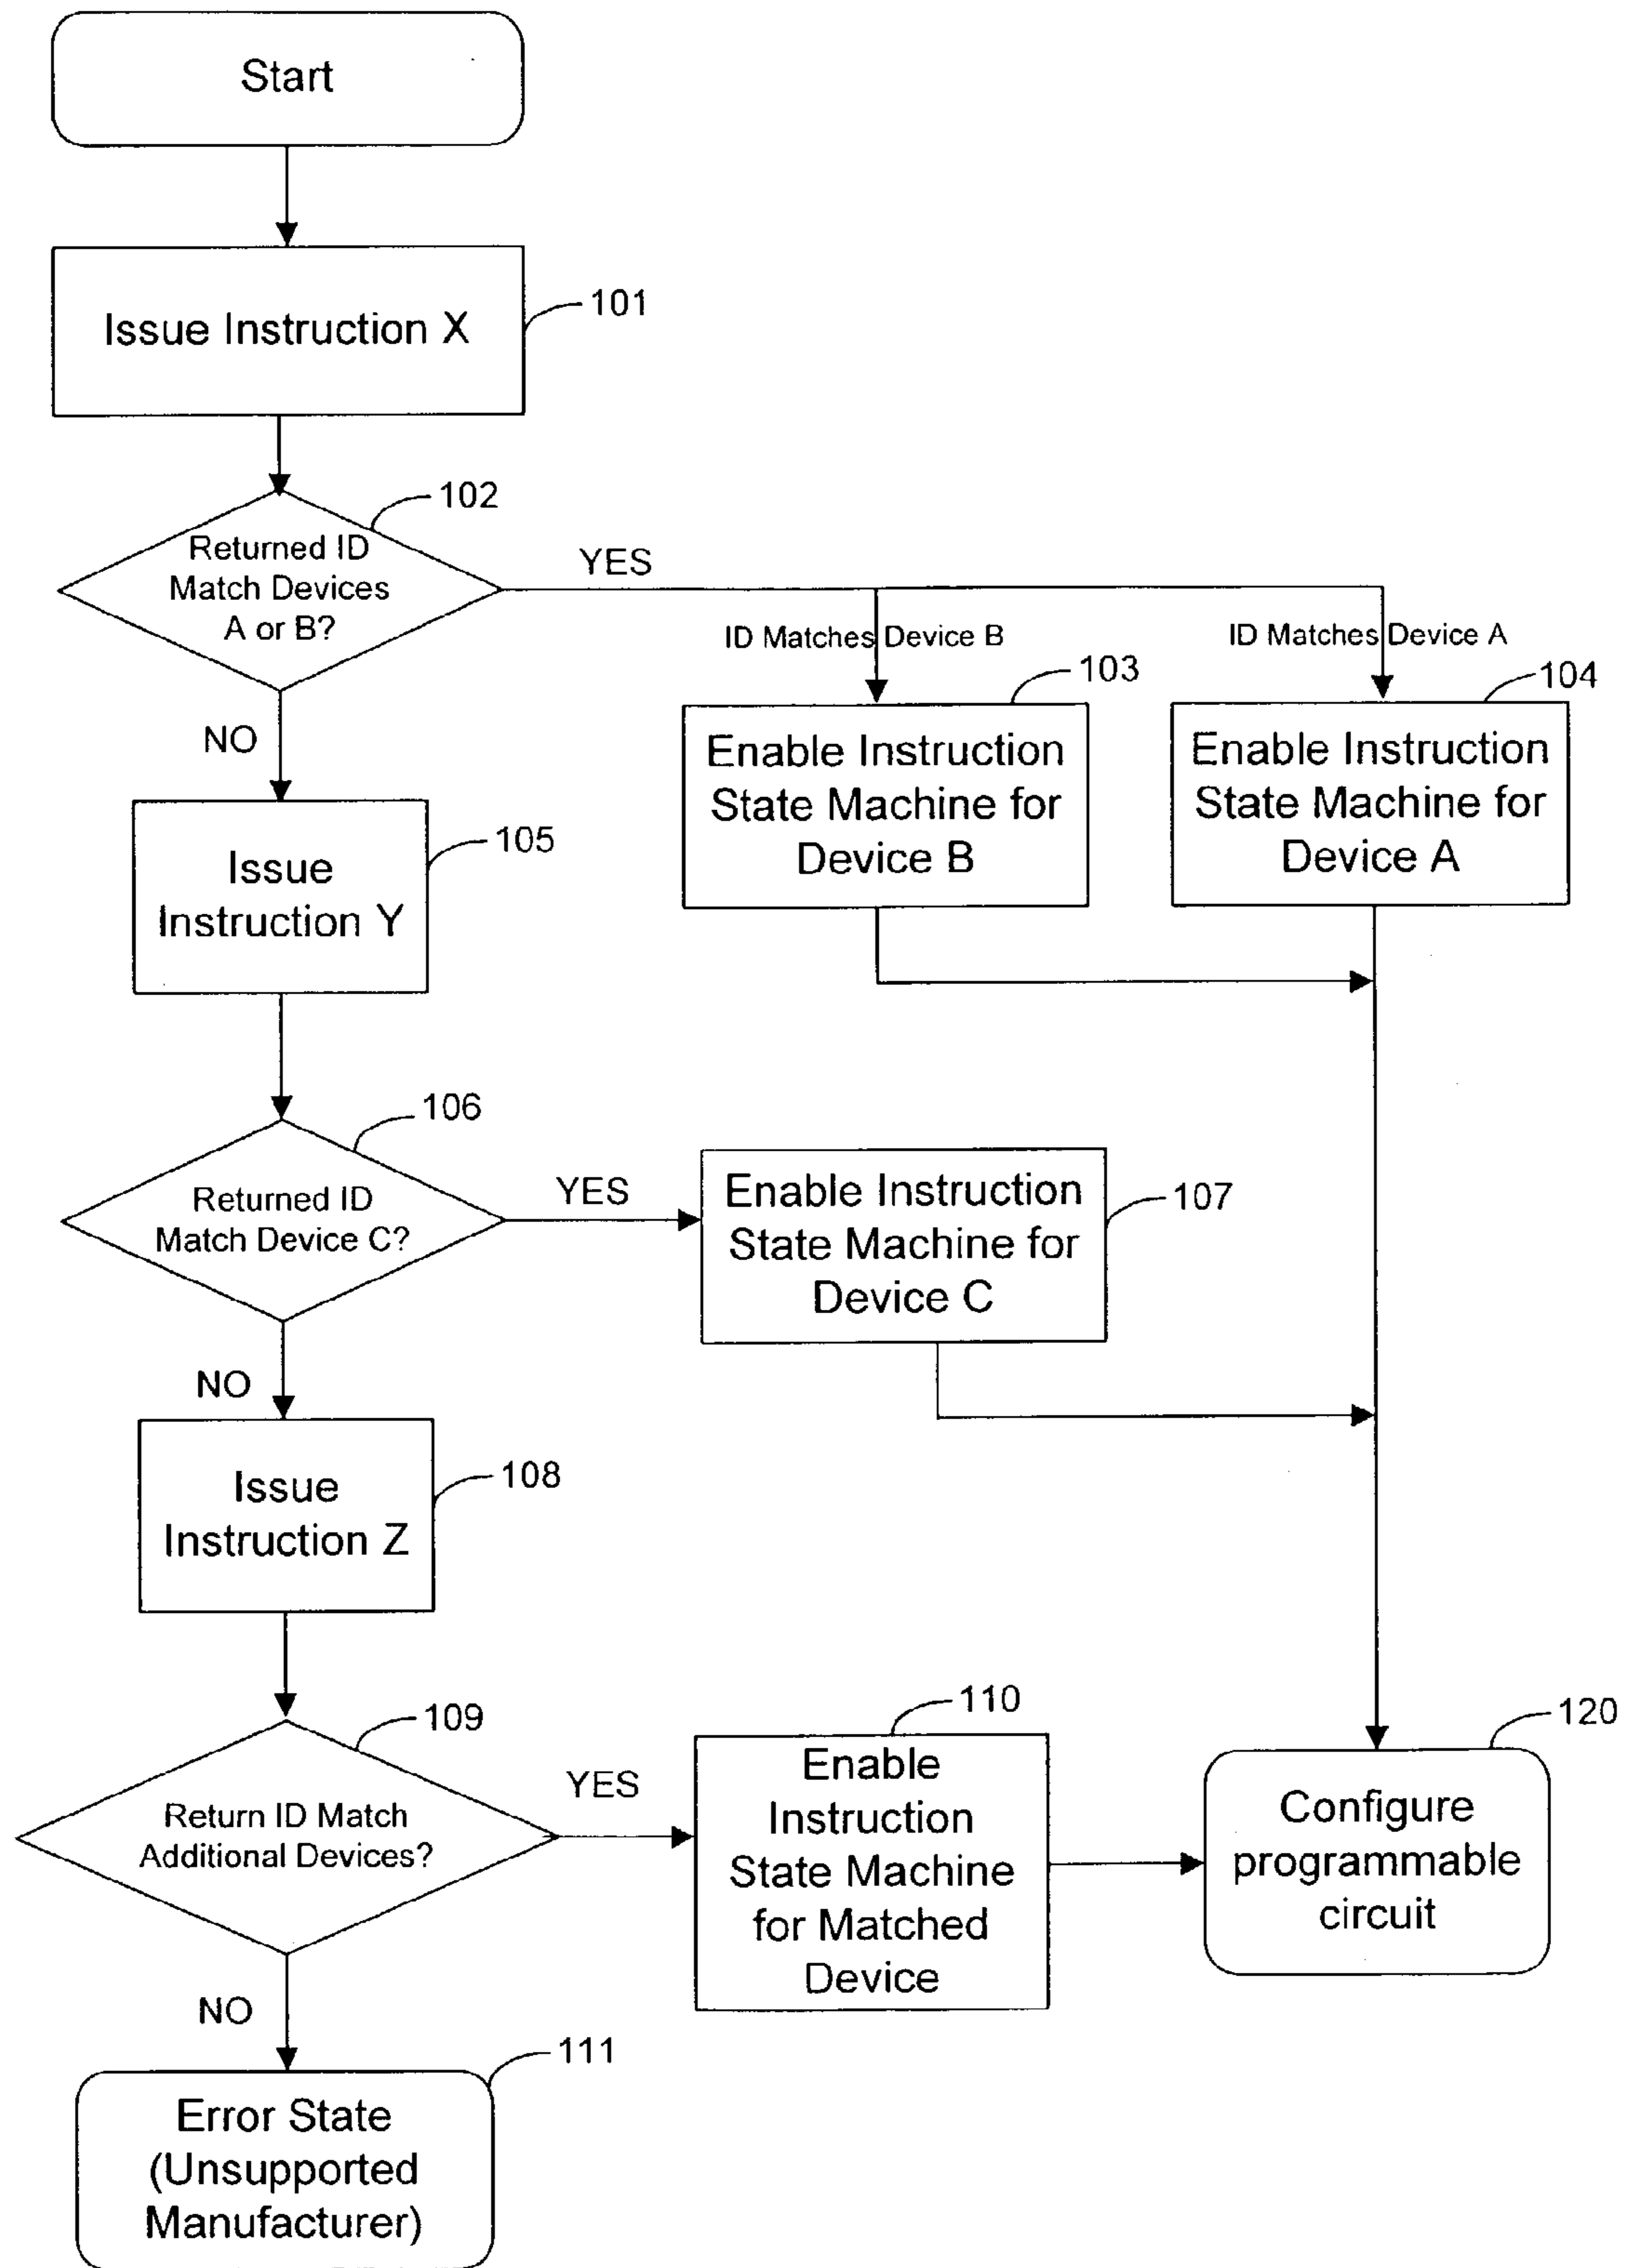 Start
Issue Instruction X
101
102
Returned ID
Match Devices
A or B?
YES
ID Matches Device B
ID Matches Device A
NO
103
Enable Instruction
State Machine for
Device B
104
Enable Instruction
State Machine for
Device A
105
Issue
Instruction Y
106
Returned ID
Match Device C?
YES
Enable Instruction
State Machine for
Device C
107
NO
Issue
Instruction Z
108
109
Return ID Match
Additional Devices?
YES
110
Enable
Instruction
State Machine
for Matched
Device
120
Configure
programmable
circuit
NO
111
Error State
(Unsupported
Manufacturer)